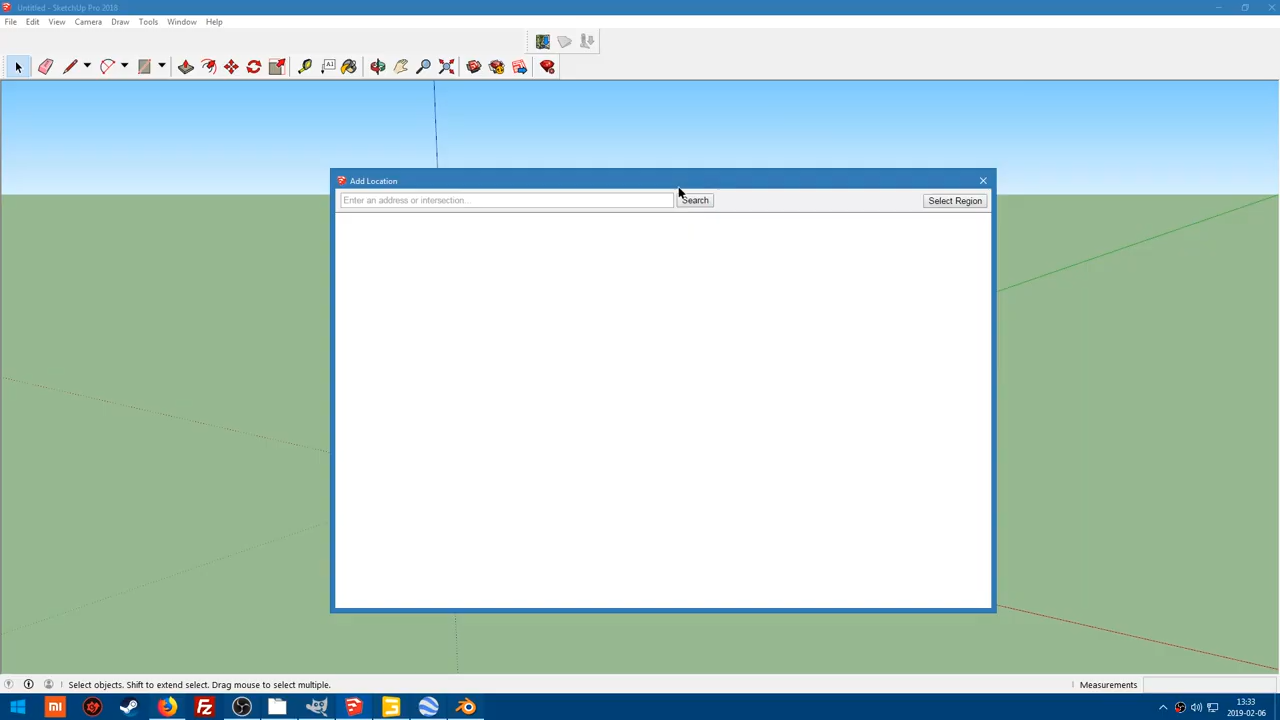 Untitled - SketchUp Pro 2018
File Edit View Camera Draw Tools Window Help
A1
Add Location
Enter an address or intersection... Search Select Region
Select objects. Shift to extend select. Drag mouse to select multiple. Measurements
13:33
2019-02-06